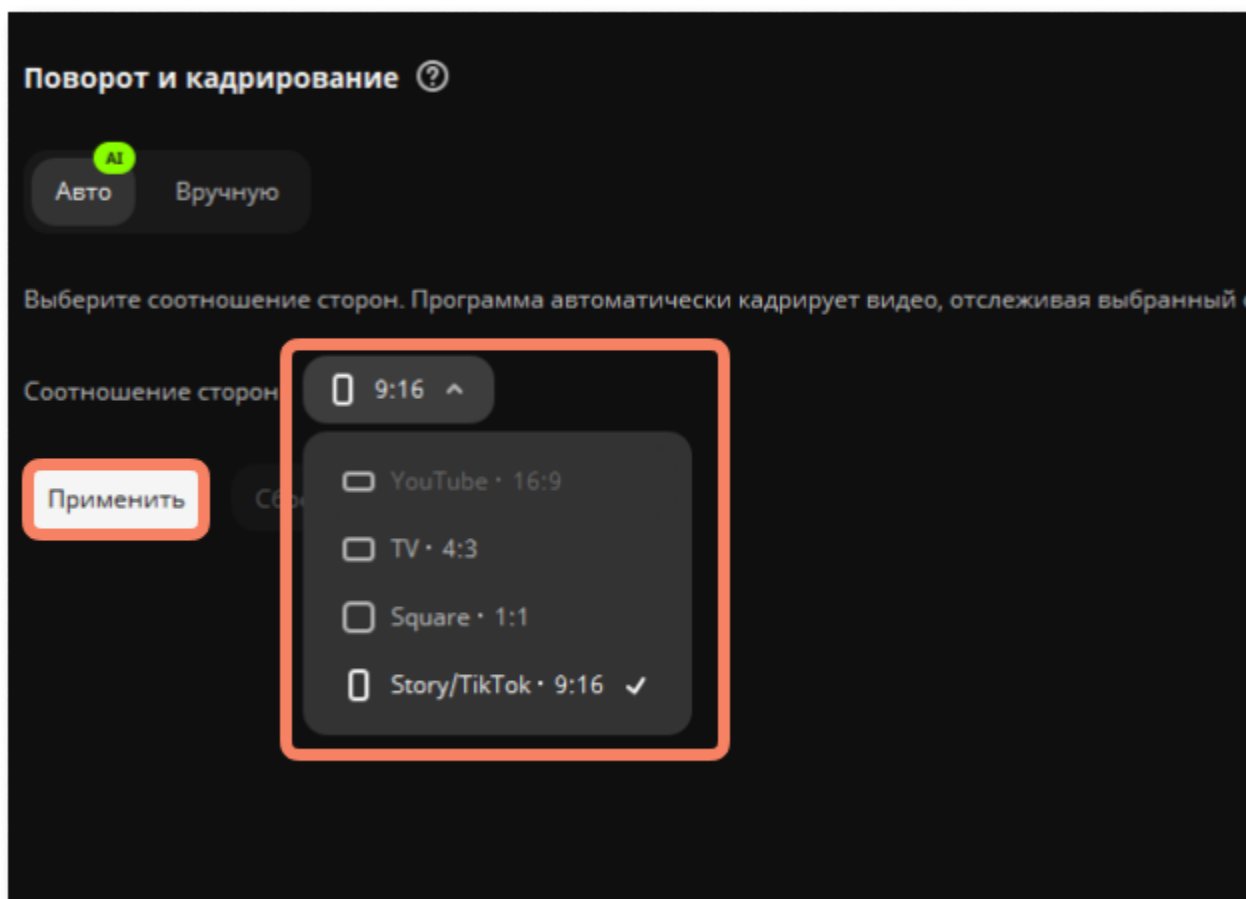 Поворот и кадрирование ?
AI
Авто Вручную
Выберите соотношение сторон. Программа автоматически кадрирует видео, отслеживая выбранный
Соотношение сторон 9:16
YouTube · 16:9
Применить
TV · 4:3
Square · 1:1
Story/TikTok · 9:16